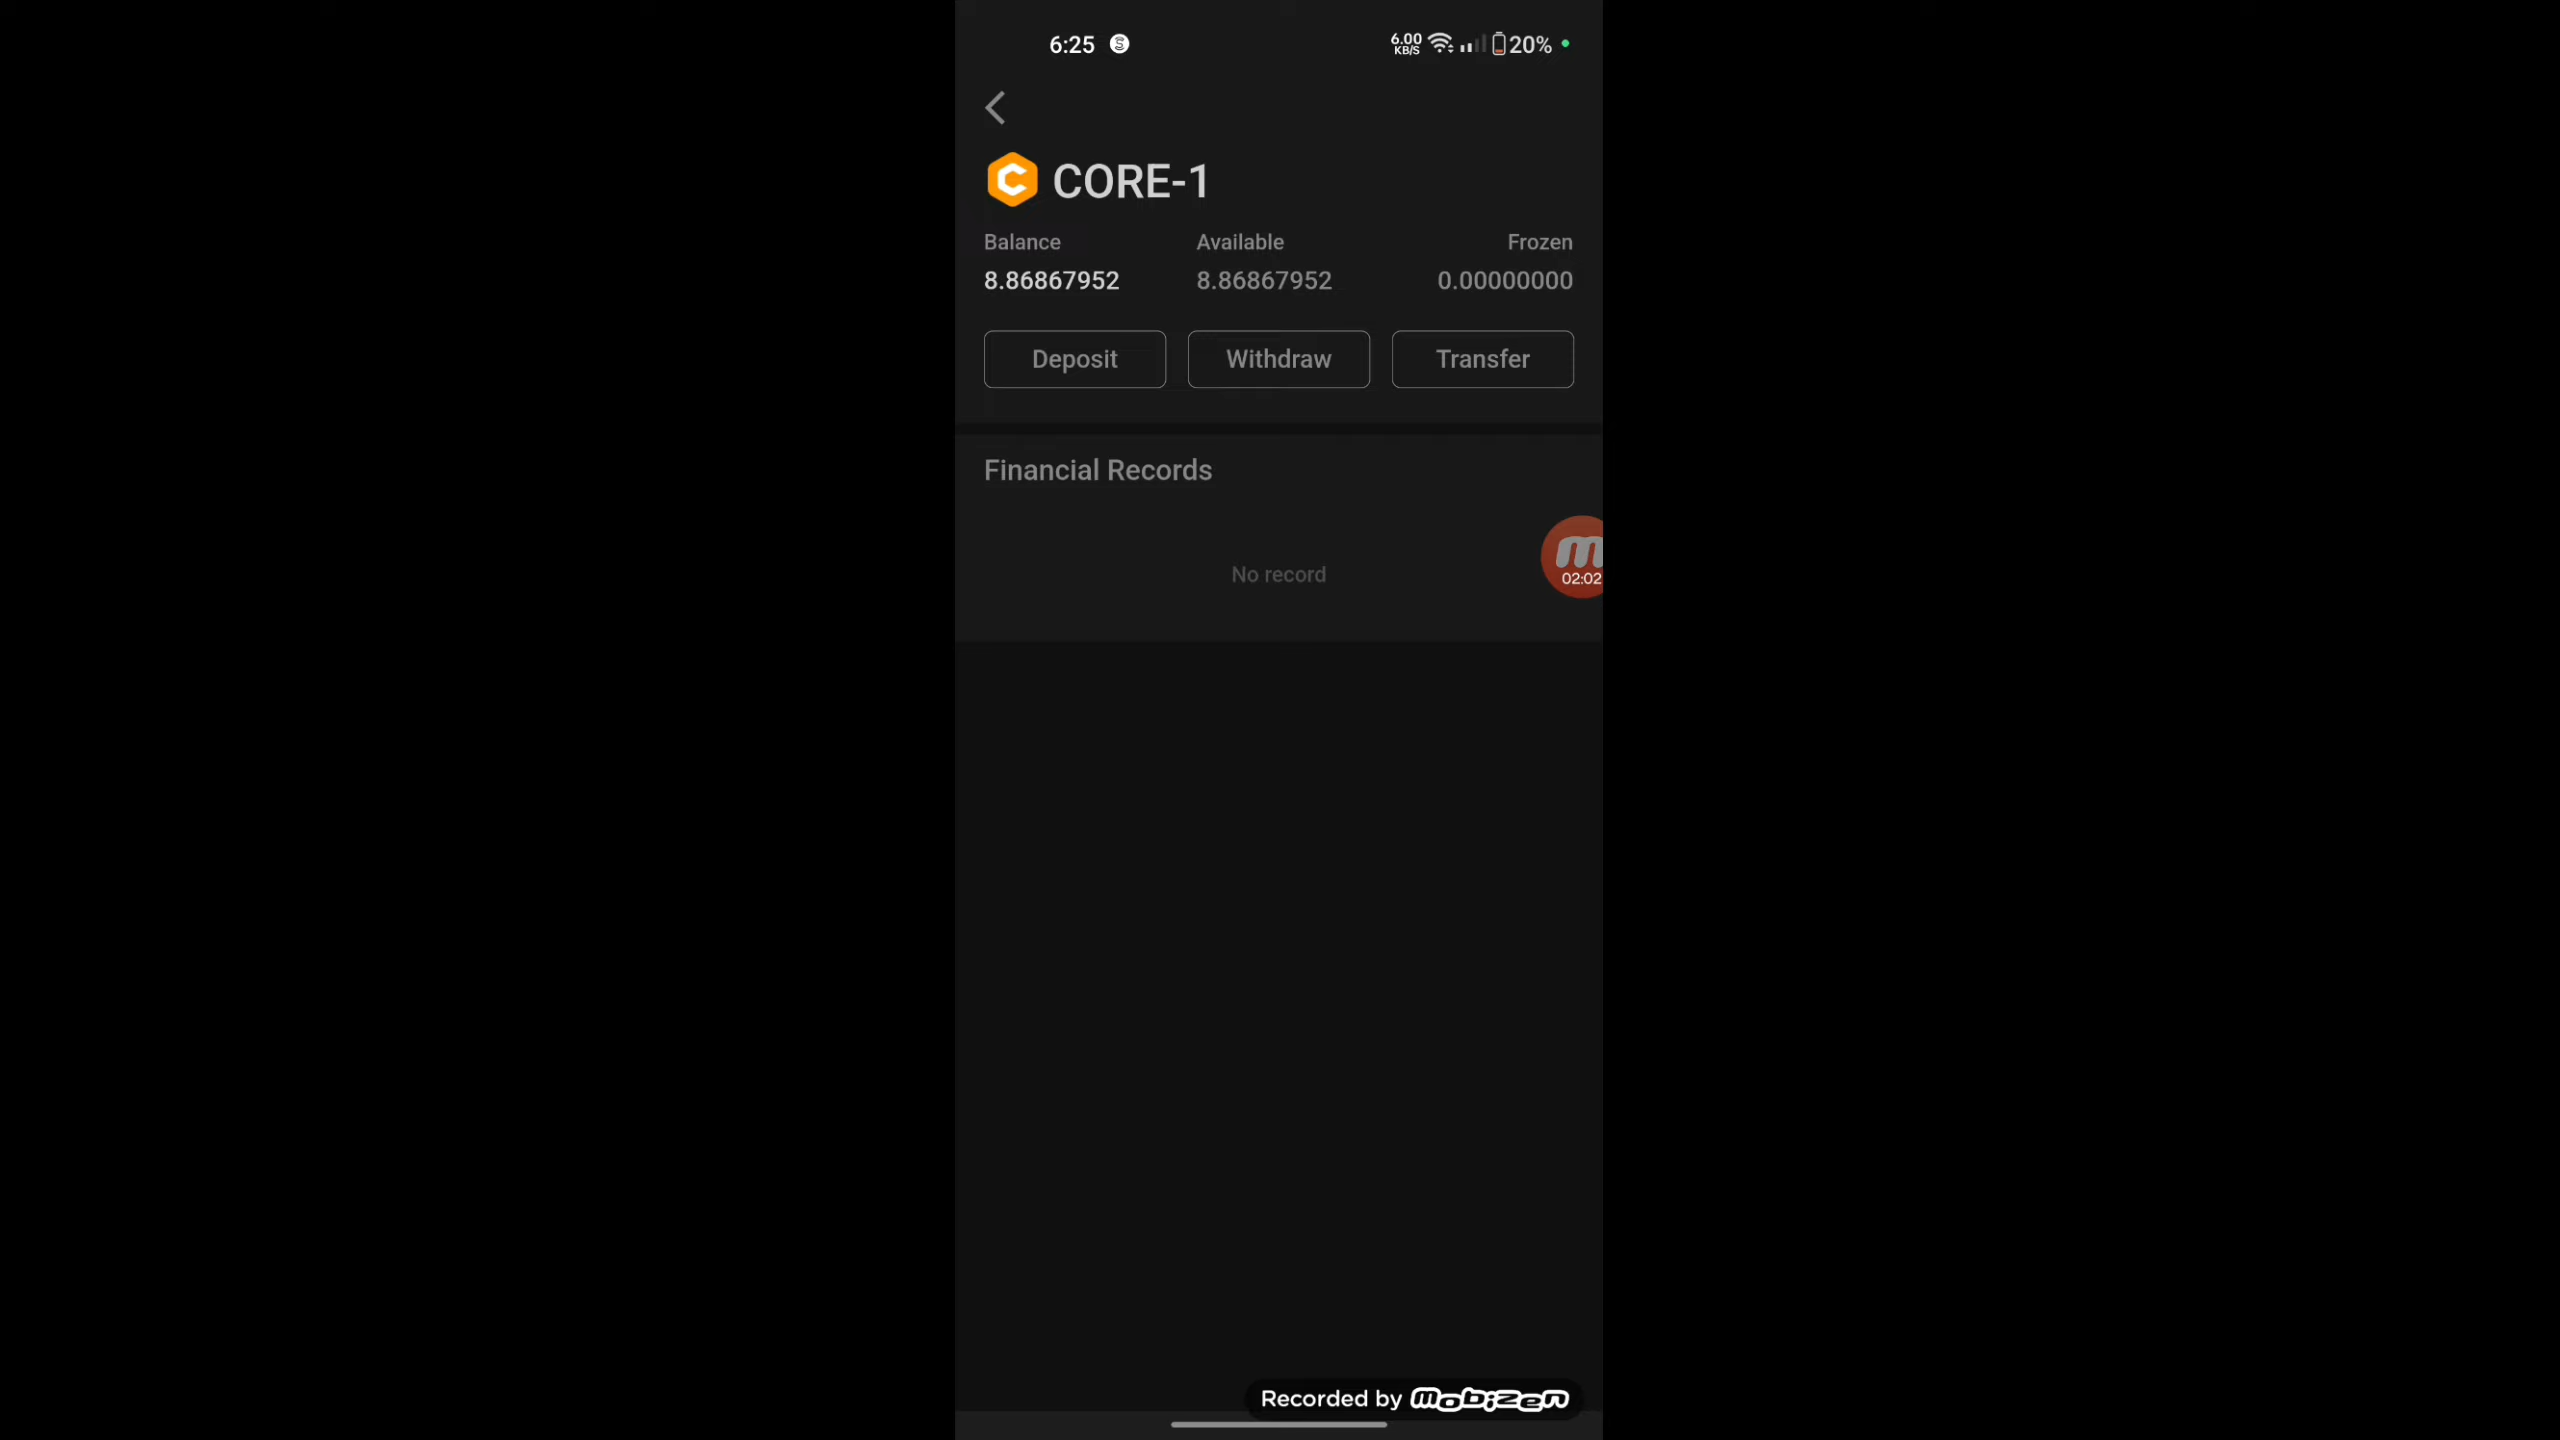 6:25
6.00
KB/S
20%
CORE-1
Balance Available Frozen
8.86867952 8.86867952 0.00000000
Deposit Withdraw Transfer
Financial Records
No record
02:02
Recorded by mobizen